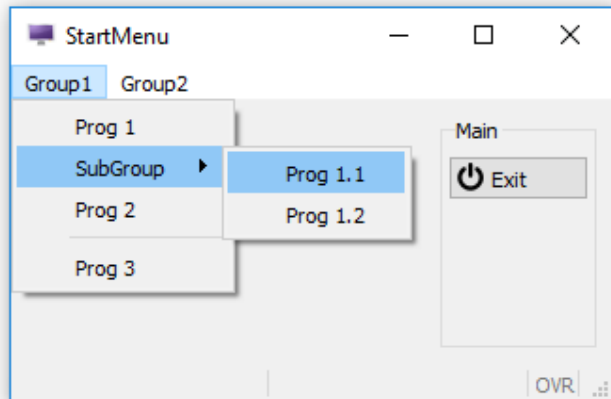 StartMenu
Group1 Group2
Prog 1
SubGroup
Prog 2
Prog 3
Prog 1.1
Prog 1.2
Main
Exit
OVR